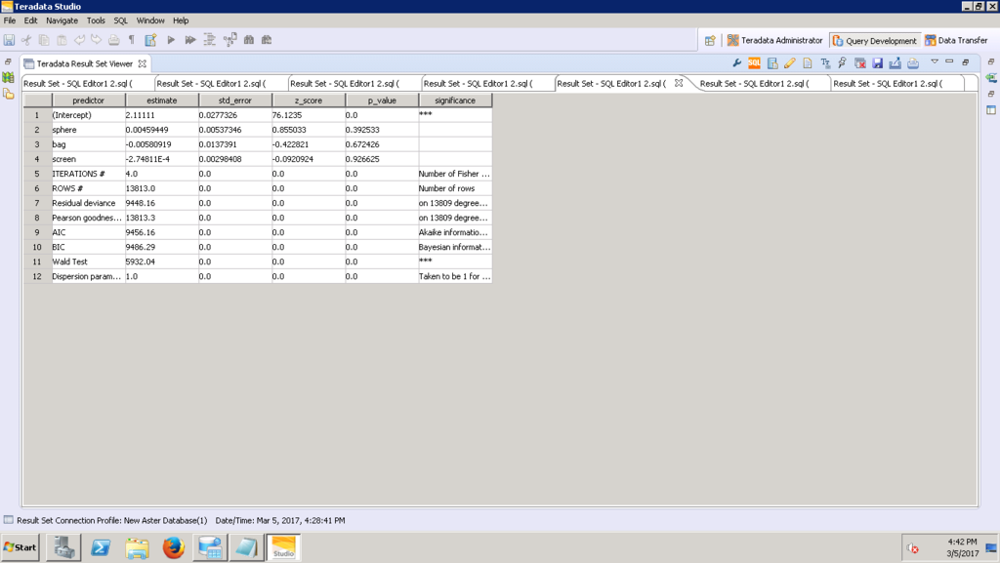 Teradata Studio
File Edit Navigate Tools SQL Window Help
Teradata Administrator Query Development Data Transfer
Teradata Result Set Viewer
SQL
Result Set - SQL Editor1 2.sql ( Result Set - SQL Editor1 2.sql ( Result Set - SQL Editor1 2.sql ( Result Set - SQL Editor1 2.sql ( Result Set - SQL Editor1 2.sql ( Result Set - SQL Editor1 2.sql ( Result Set - SQL Editor1 2.sql (
predictor estimate std_error z_score p_value significance
1 (Intercept) 2.11111 0.0277326 76.1235 0.0 ***
2 sphere 0.00459449 0.00537346 0.855033 0.392533
3 bag -0.00580919 0.0137391 -0.422821 0.672426
4 screen -2.74811E-4 0.00298408 -0.0920924 0.926625
5 ITERATIONS # 4.0 0.0 0.0 0.0 Number of Fisher ...
6 ROWS # 13813.0 0.0 0.0 0.0 Number of rows
7 Residual deviance 9448.16 0.0 0.0 0.0 on 13809 degree...
8 Pearson goodnes... 13813.3 0.0 0.0 0.0 on 13809 degree...
9 AIC 9456.16 0.0 0.0 0.0 Akaike informatio...
10 BIC 9486.29 0.0 0.0 0.0 Bayesian informat...
11 Wald Test 5932.04 0.0 0.0 0.0 ***
12 Dispersion param... 1.0 0.0 0.0 0.0 Taken to be 1 for ...
Result Set Connection Profile: New Aster Database(1) Date/Time: Mar 5, 2017, 4:28:41 PM
Start
Studio
4:42 PM
3/5/2017